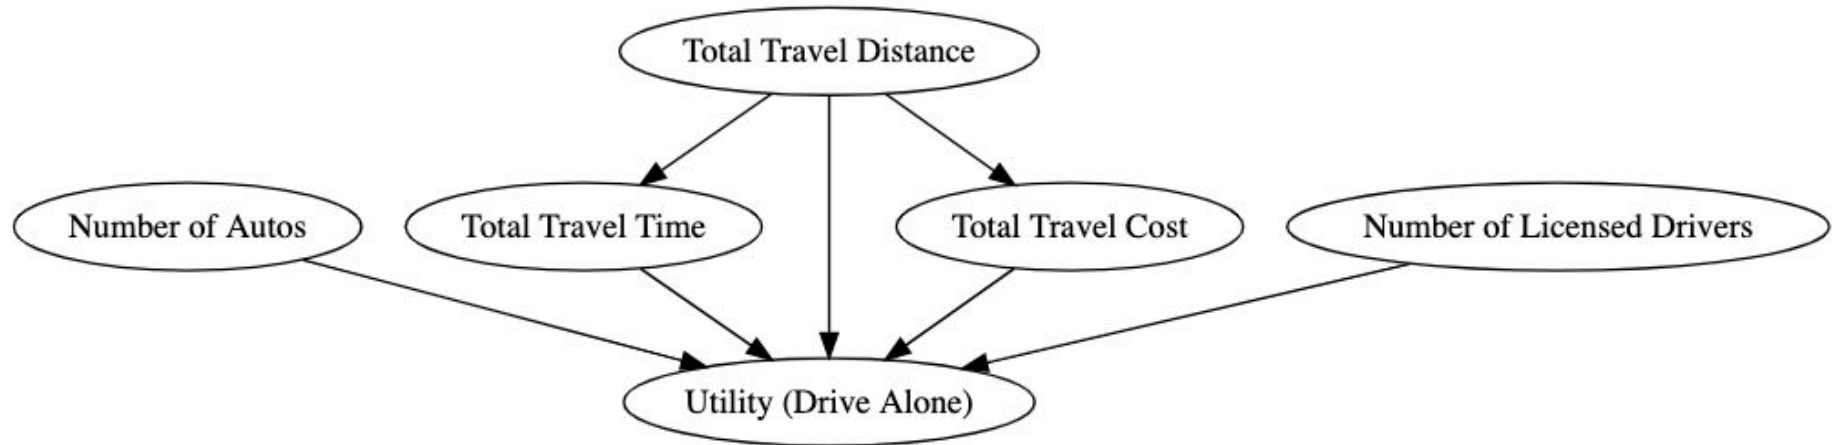 Total Travel Distance
Number of Autos
Total Travel Time
Total Travel Cost
Number of Licensed Drivers
Utility (Drive Alone)